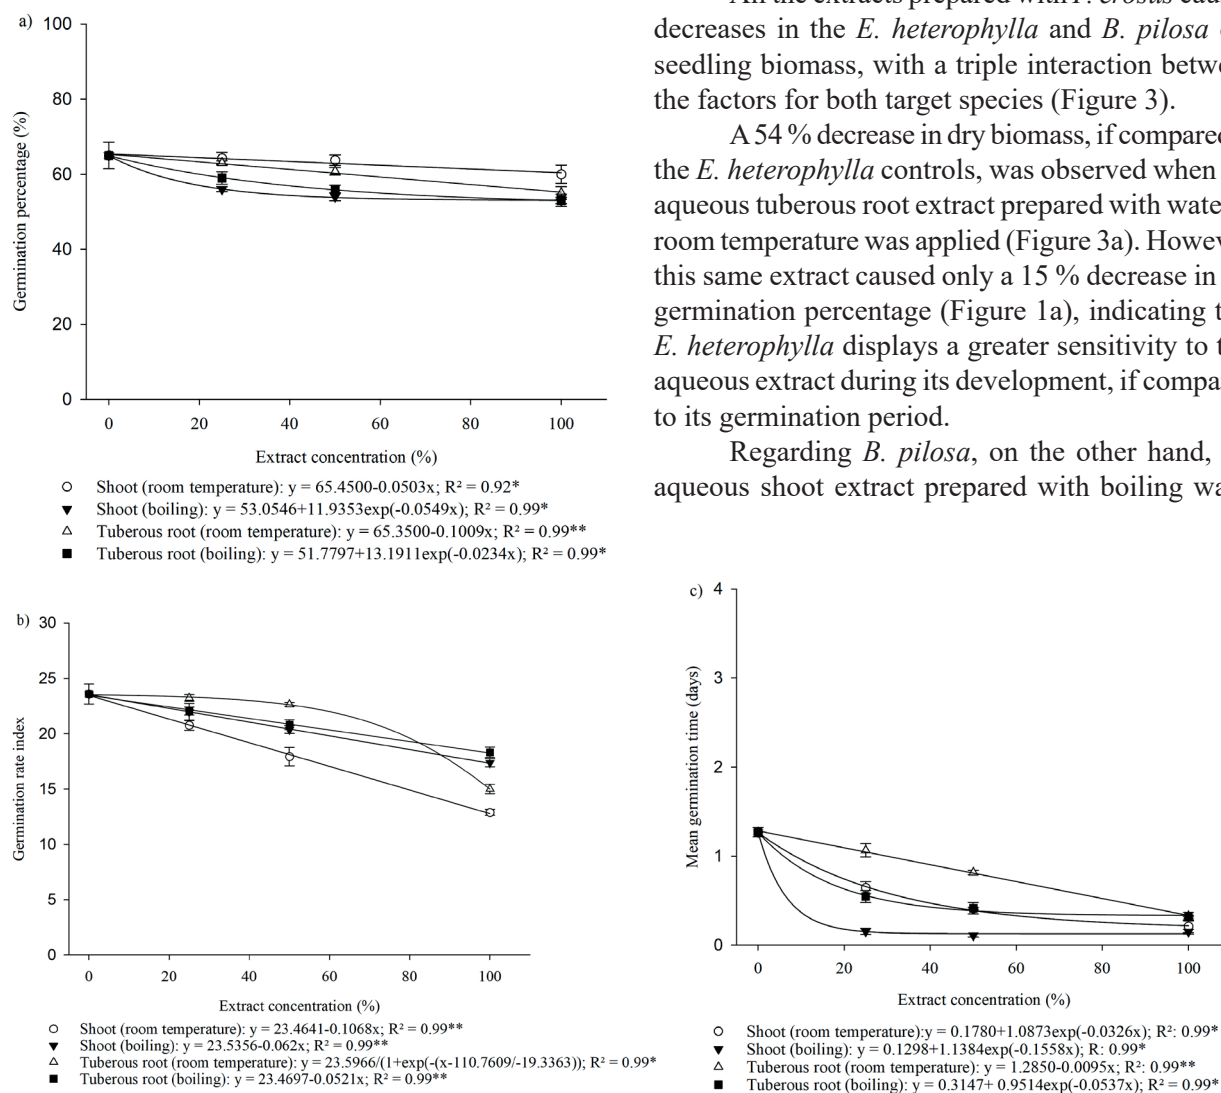 a)
100
80
60
40
20
0
Germination percentage (%)
0 20 40 60 80 100
Extract concentration (%)
Shoot (room temperature): y = 65.4500-0.0503x; R² = 0.92*
Shoot (boiling): y = 53.0546+11.9353exp(-0.0549x); R² = 0.99*
Tuberous root (room temperature): y = 65.3500-0.1009x; R² = 0.99**
Tuberous root (boiling): y = 51.7797+13.1911exp(-0.0234x); R² = 0.99*
decreases in the E. heterophylla and B. pilosa
seedling biomass, with a triple interaction betwe
the factors for both target species (Figure 3).
A 54 % decrease in dry biomass, if compared
the E. heterophylla controls, was observed when
aqueous tuberous root extract prepared with wate
room temperature was applied (Figure 3a). Howev
this same extract caused only a 15 % decrease in
germination percentage (Figure 1a), indicating t
E. heterophylla displays a greater sensitivity to t
aqueous extract during its development, if compa
to its germination period.
Regarding B. pilosa, on the other hand,
aqueous shoot extract prepared with boiling wa
b)
30
25
20
15
10
5
0
Germination rate index
0 20 40 60 80 100
Extract concentration (%)
Shoot (room temperature): y = 23.4641-0.1068x; R² = 0.99**
Shoot (boiling): y = 23.5356-0.062x; R² = 0.99**
Tuberous root (room temperature): y = 23.5966/(1+exp(-(x-110.7609/-19.3363)); R² = 0.99*
Tuberous root (boiling): y = 23.4697-0.0521x; R² = 0.99**
c)
4
3
2
1
0
Mean germination time (days)
0 20 40 60 80 100
Extract concentration (%)
Shoot (room temperature):y = 0.1780+1.0873exp(-0.0326x); R²: 0.99*
Shoot (boiling): y = 0.1298+1.1384exp(-0.1558x); R: 0.99*
Tuberous root (room temperature): y = 1.2850-0.0095x; R²: 0.99**
Tuberous root (boiling): y = 0.3147+ 0.9514exp(-0.0537x); R² = 0.99*